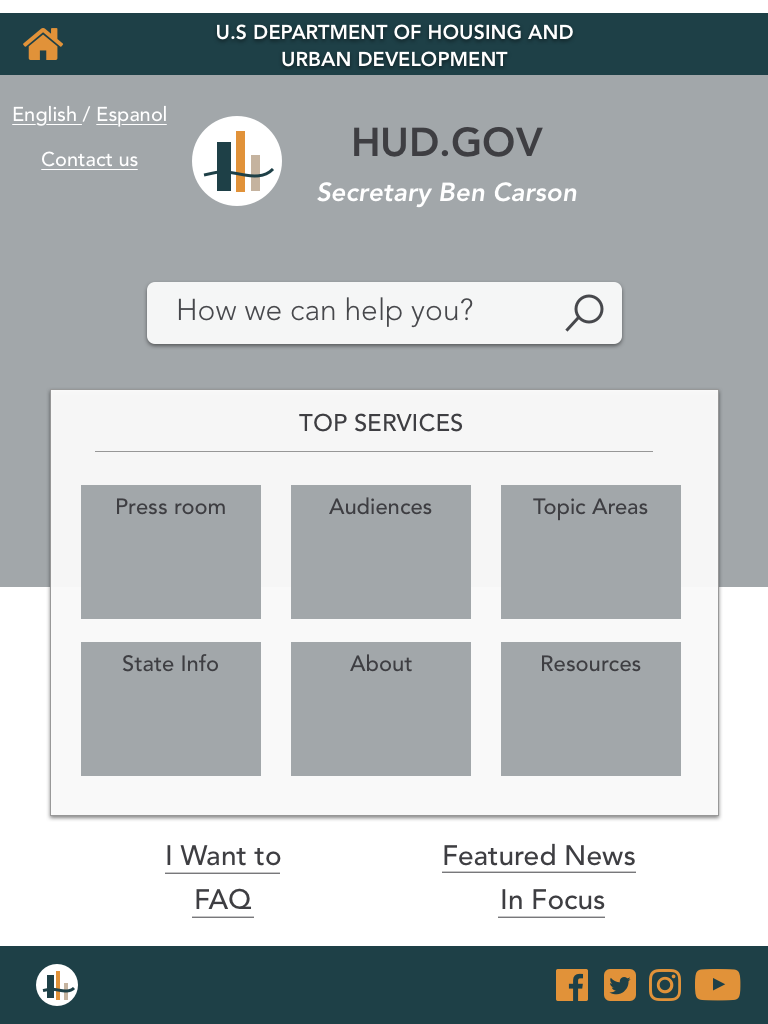 U.S DEPARTMENT OF HOUSING AND
URBAN DEVELOPMENT
English / Espanol
Contact us
HUD.GOV
Secretary Ben Carson
How we can help you?
TOP SERVICES
Press room
Audiences
Topic Areas
State Info
About
Resources
I Want to
Featured News
FAQ
In Focus